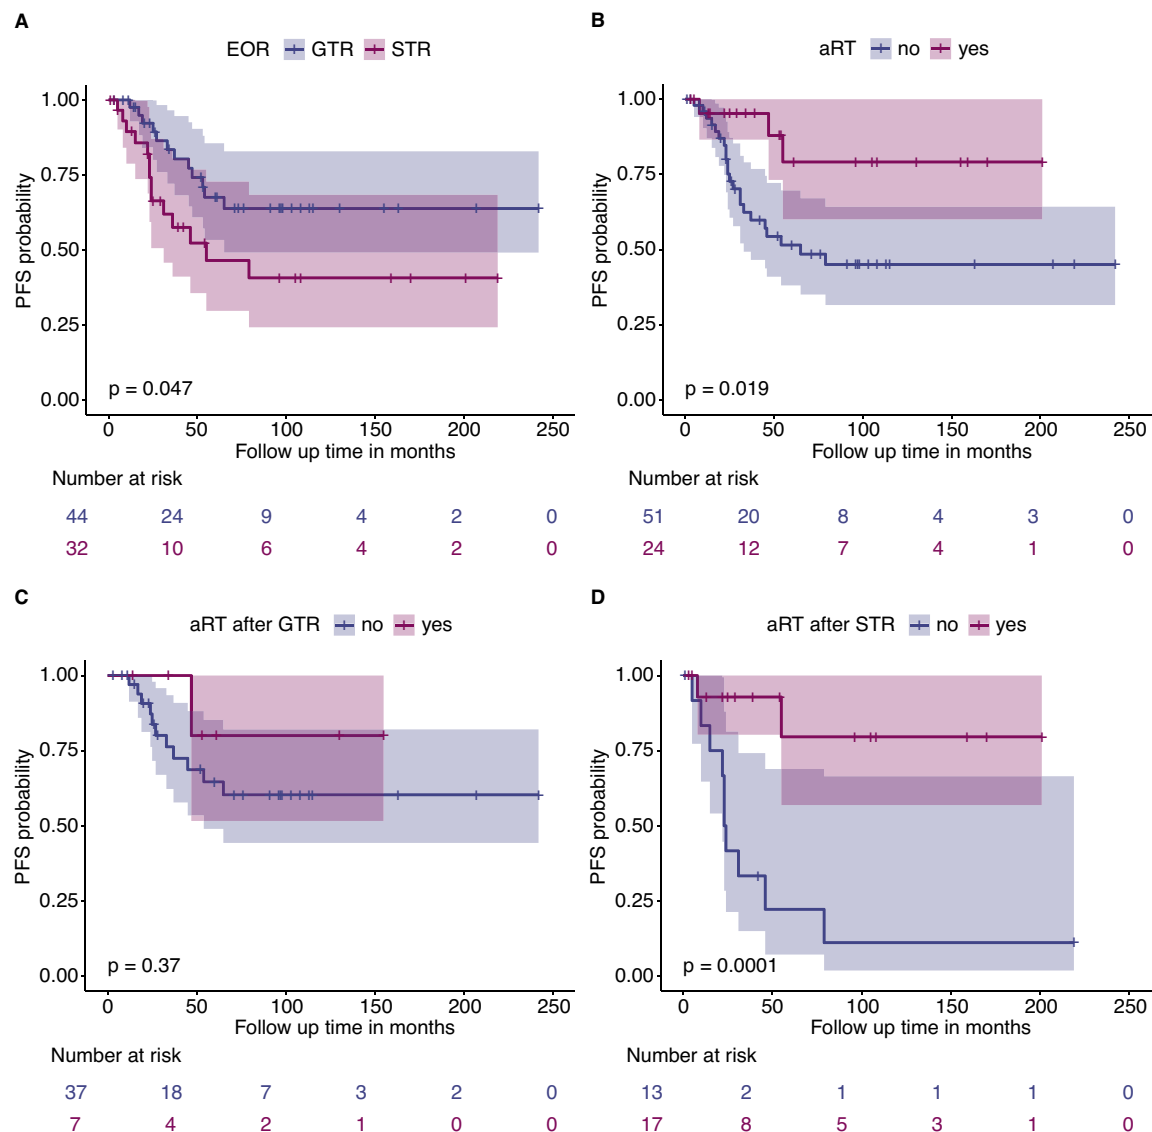 A
EOR GTR STR
PFS probability
1.00
0.75
0.50
0.25
0.00
p = 0.047
0 50 100 150 200 250
Follow up time in months
Number at risk
44 24 9 4 2 0
32 10 6 4 2 0
B
aRT no yes
PFS probability
1.00
0.75
0.50
0.25
0.00
p = 0.019
0 50 100 150 200 250
Follow up time in months
Number at risk
51 20 8 4 3 0
24 12 7 4 1 0
C
aRT after GTR no yes
PFS probability
1.00
0.75
0.50
0.25
0.00
p = 0.37
0 50 100 150 200 250
Follow up time in months
Number at risk
37 18 7 3 2 0
7 4 2 1 0 0
D
aRT after STR no yes
PFS probability
1.00
0.75
0.50
0.25
0.00
p = 0.0001
0 50 100 150 200 250
Follow up time in months
Number at risk
13 2 1 1 1 0
17 8 5 3 1 0